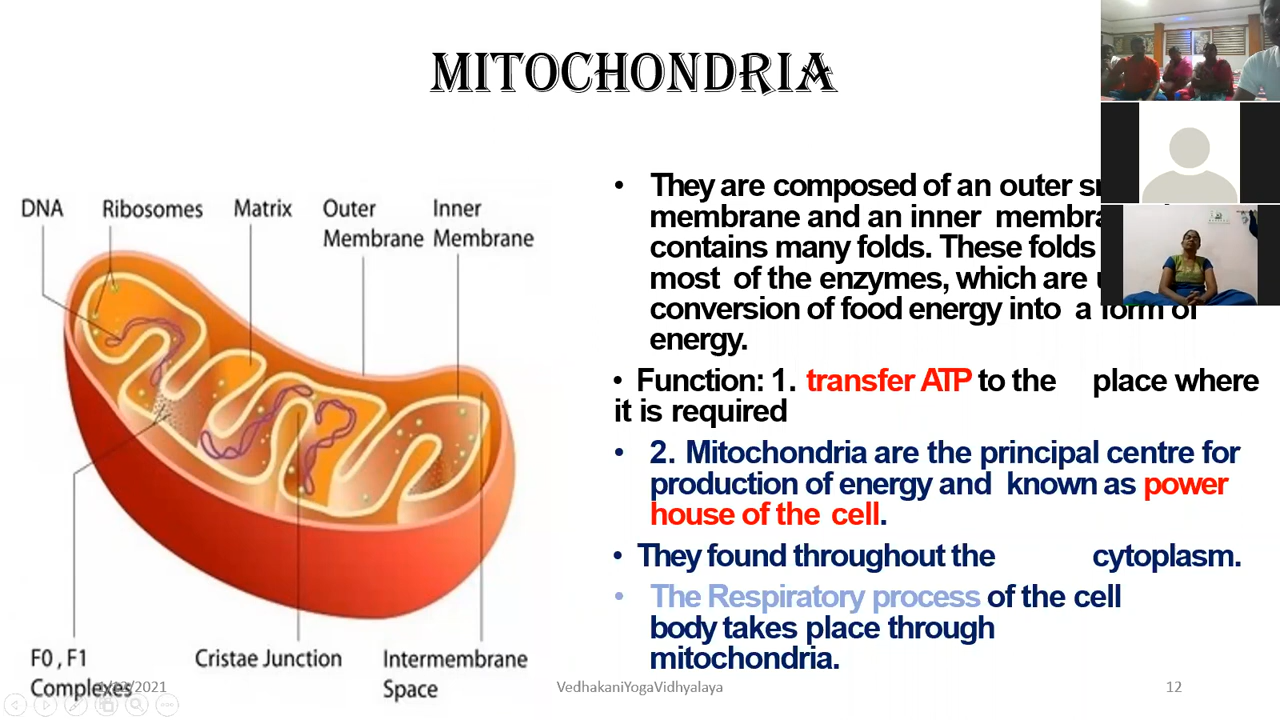 MITOCHONDRIA
DNA
Ribosomes
Matrix
Outer
Membrane
Inner
Membrane
F0 , F1
Complexes
Cristae Junction
Intermembrane
Space
• They are composed of an outer
membrane and an inner
contains many folds. These folds
most of the enzymes, which are
conversion of food energy into a form of
energy.
• Function: 1. transfer ATP to the place where
it is required
• 2. Mitochondria are the principal centre for
production of energy and known as power
house of the cell.
• They found throughout the cytoplasm.
• The Respiratory process of the cell
body takes place through
mitochondria.
/2021
VedhakaniYogaVidhyalaya
12